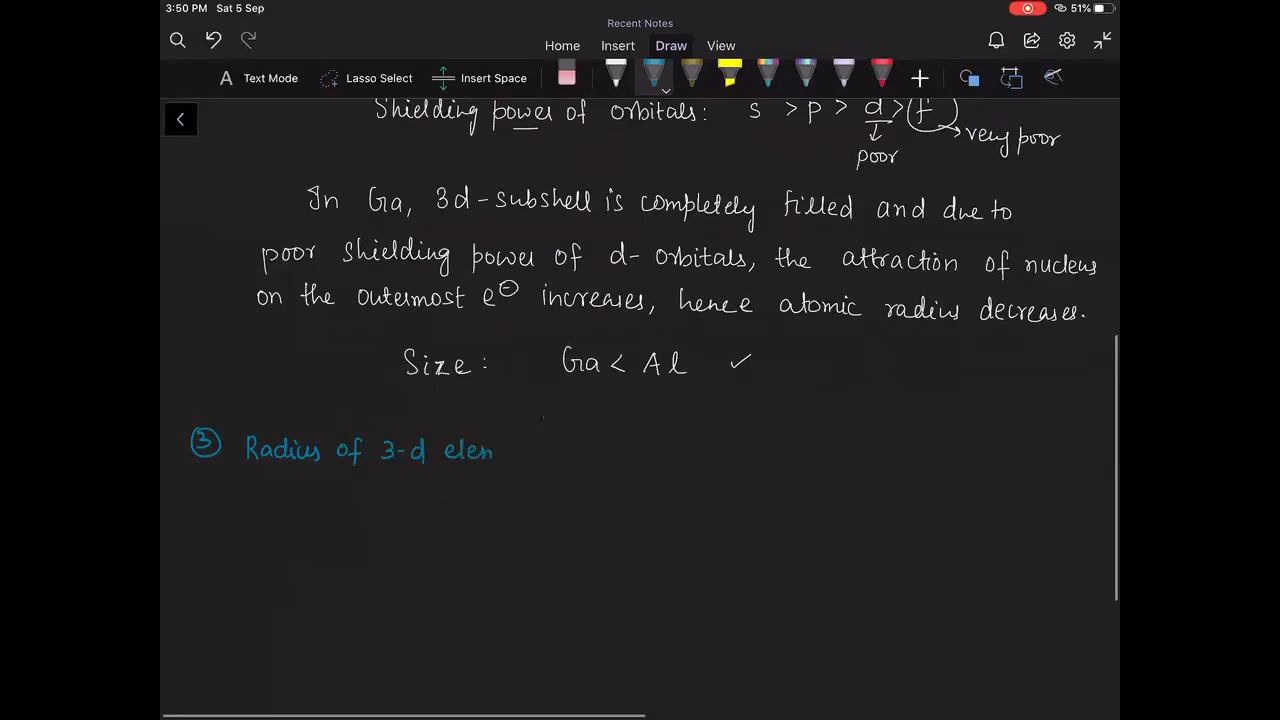 3:50 PM Sat 5 Sep
51%
Recent Notes
Home Insert Draw View
A Text Mode Lasso Select Insert Space
Shielding power of orbitals: s > p > d > f
very poor
poor
In Ga, 3d-subshell is completely filled and due to
poor shielding power of d-orbitals, the attraction of nucleus
on the outermost e⊖ increases, hence atomic radius decreases.
Size: Ga < Al ✓
③ Radius of 3-d elem